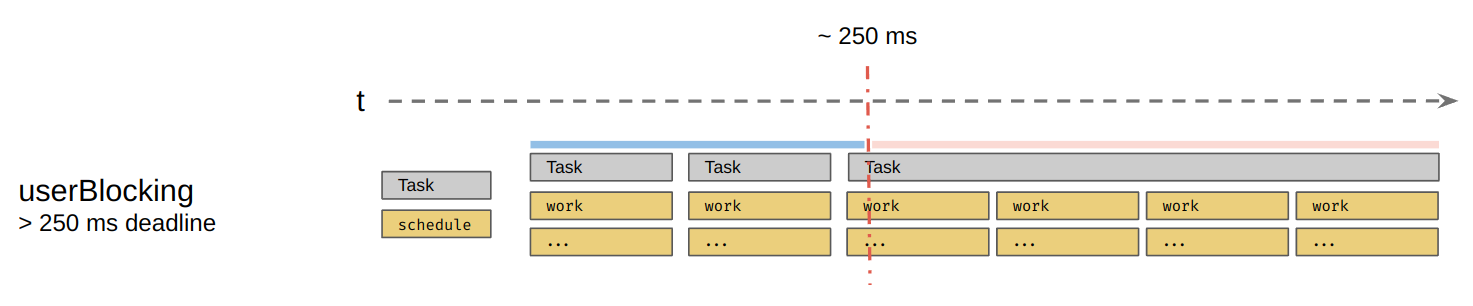 ~ 250 ms
t
Task Task Task
Task
userBlocking
work work work work work work
> 250 ms deadline
schedule
... ... ... ... ... ...